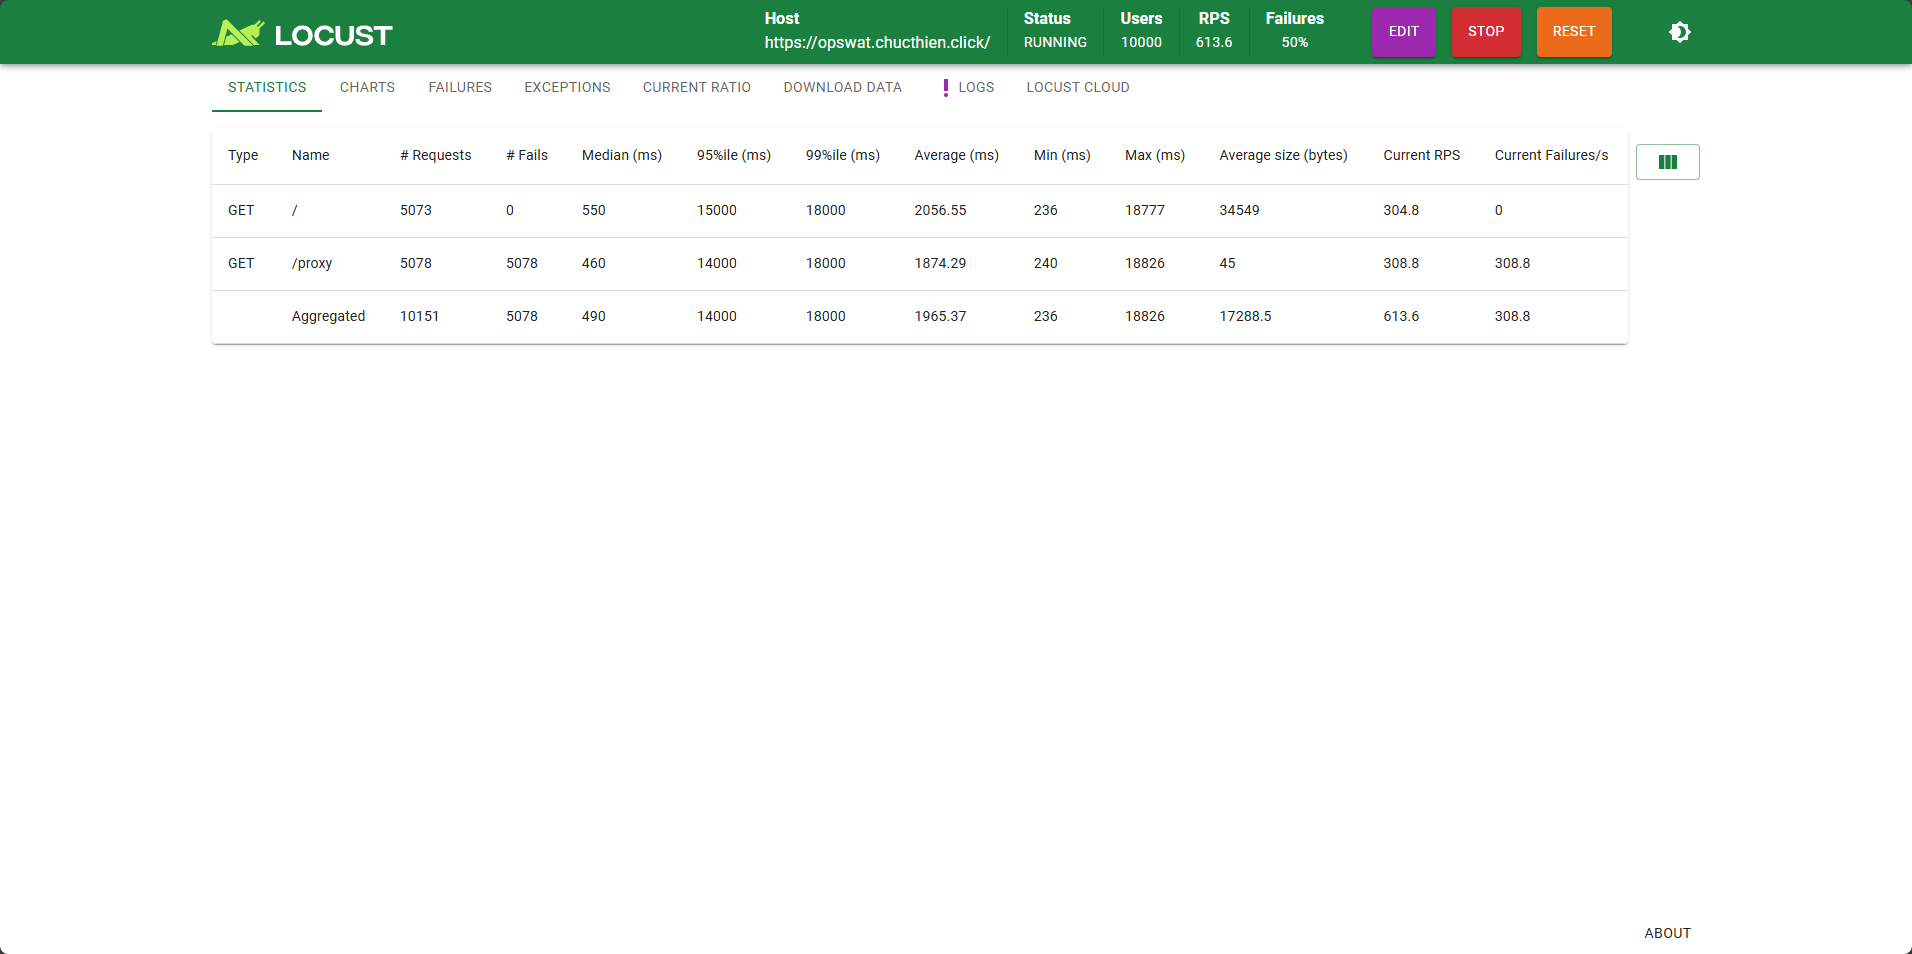 LOCUST
Host
https://opswat.chucthien.click/
Status
RUNNING
Users
10000
RPS
613.6
Failures
50%
EDIT
STOP
RESET
STATISTICS CHARTS FAILURES EXCEPTIONS CURRENT RATIO DOWNLOAD DATA LOGS LOCUST CLOUD
Type Name # Requests # Fails Median (ms) 95%ile (ms) 99%ile (ms) Average (ms) Min (ms) Max (ms) Average size (bytes) Current RPS Current Failures/s
GET / 5073 0 550 15000 18000 2056.55 236 18777 34549 304.8 0
GET /proxy 5078 5078 460 14000 18000 1874.29 240 18826 45 308.8 308.8
Aggregated 10151 5078 490 14000 18000 1965.37 236 18826 17288.5 613.6 308.8
ABOUT